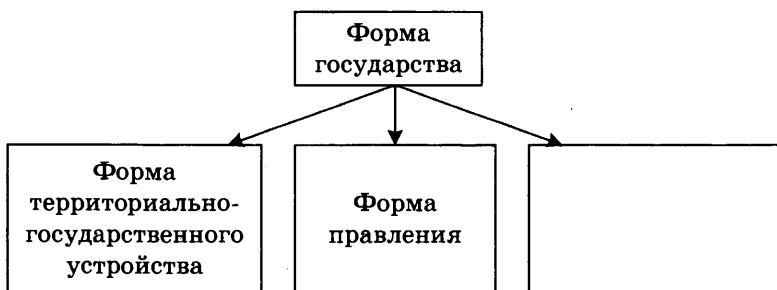 Форма
государства
Форма
территориально-
государственного
устройства
Форма
правления